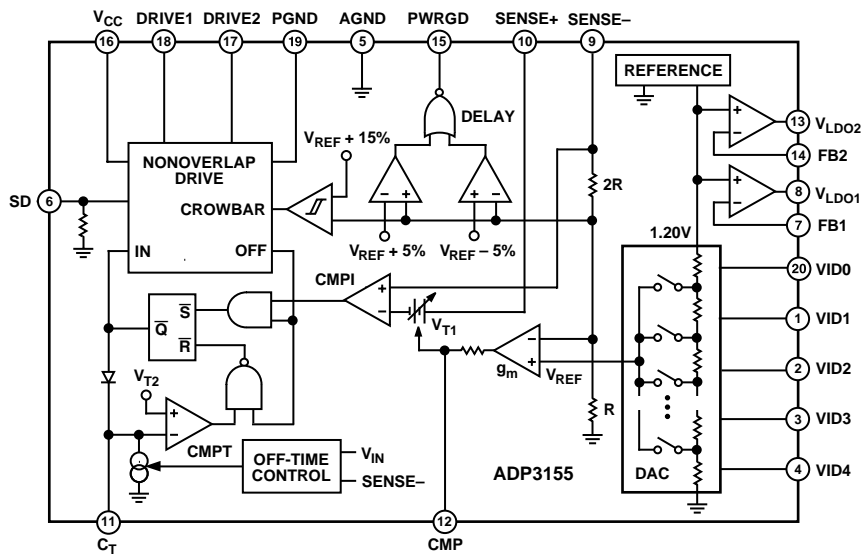 VCC DRIVE1 DRIVE2 PGND AGND PWRGD SENSE+ SENSE–
16 18 17 19 5 15 10 9
REFERENCE
DELAY
VREF + 15%
+
–
13 VLDO2
14 FB2
NONOVERLAP
DRIVE
– + + –
2R
SD 6
CROWBAR
+
–
8 VLDO1
7 FB1
IN OFF
VREF + 5% VREF – 5%
1.20V
CMPI
+
–
20 VID0
S
Q
R
VT1
1 VID1
–
+
gm
VREF
2 VID2
VT2
+
–
R
3 VID3
CMPT
OFF-TIME
CONTROL
VIN
SENSE–
ADP3155
DAC
4 VID4
11 12
CT CMP